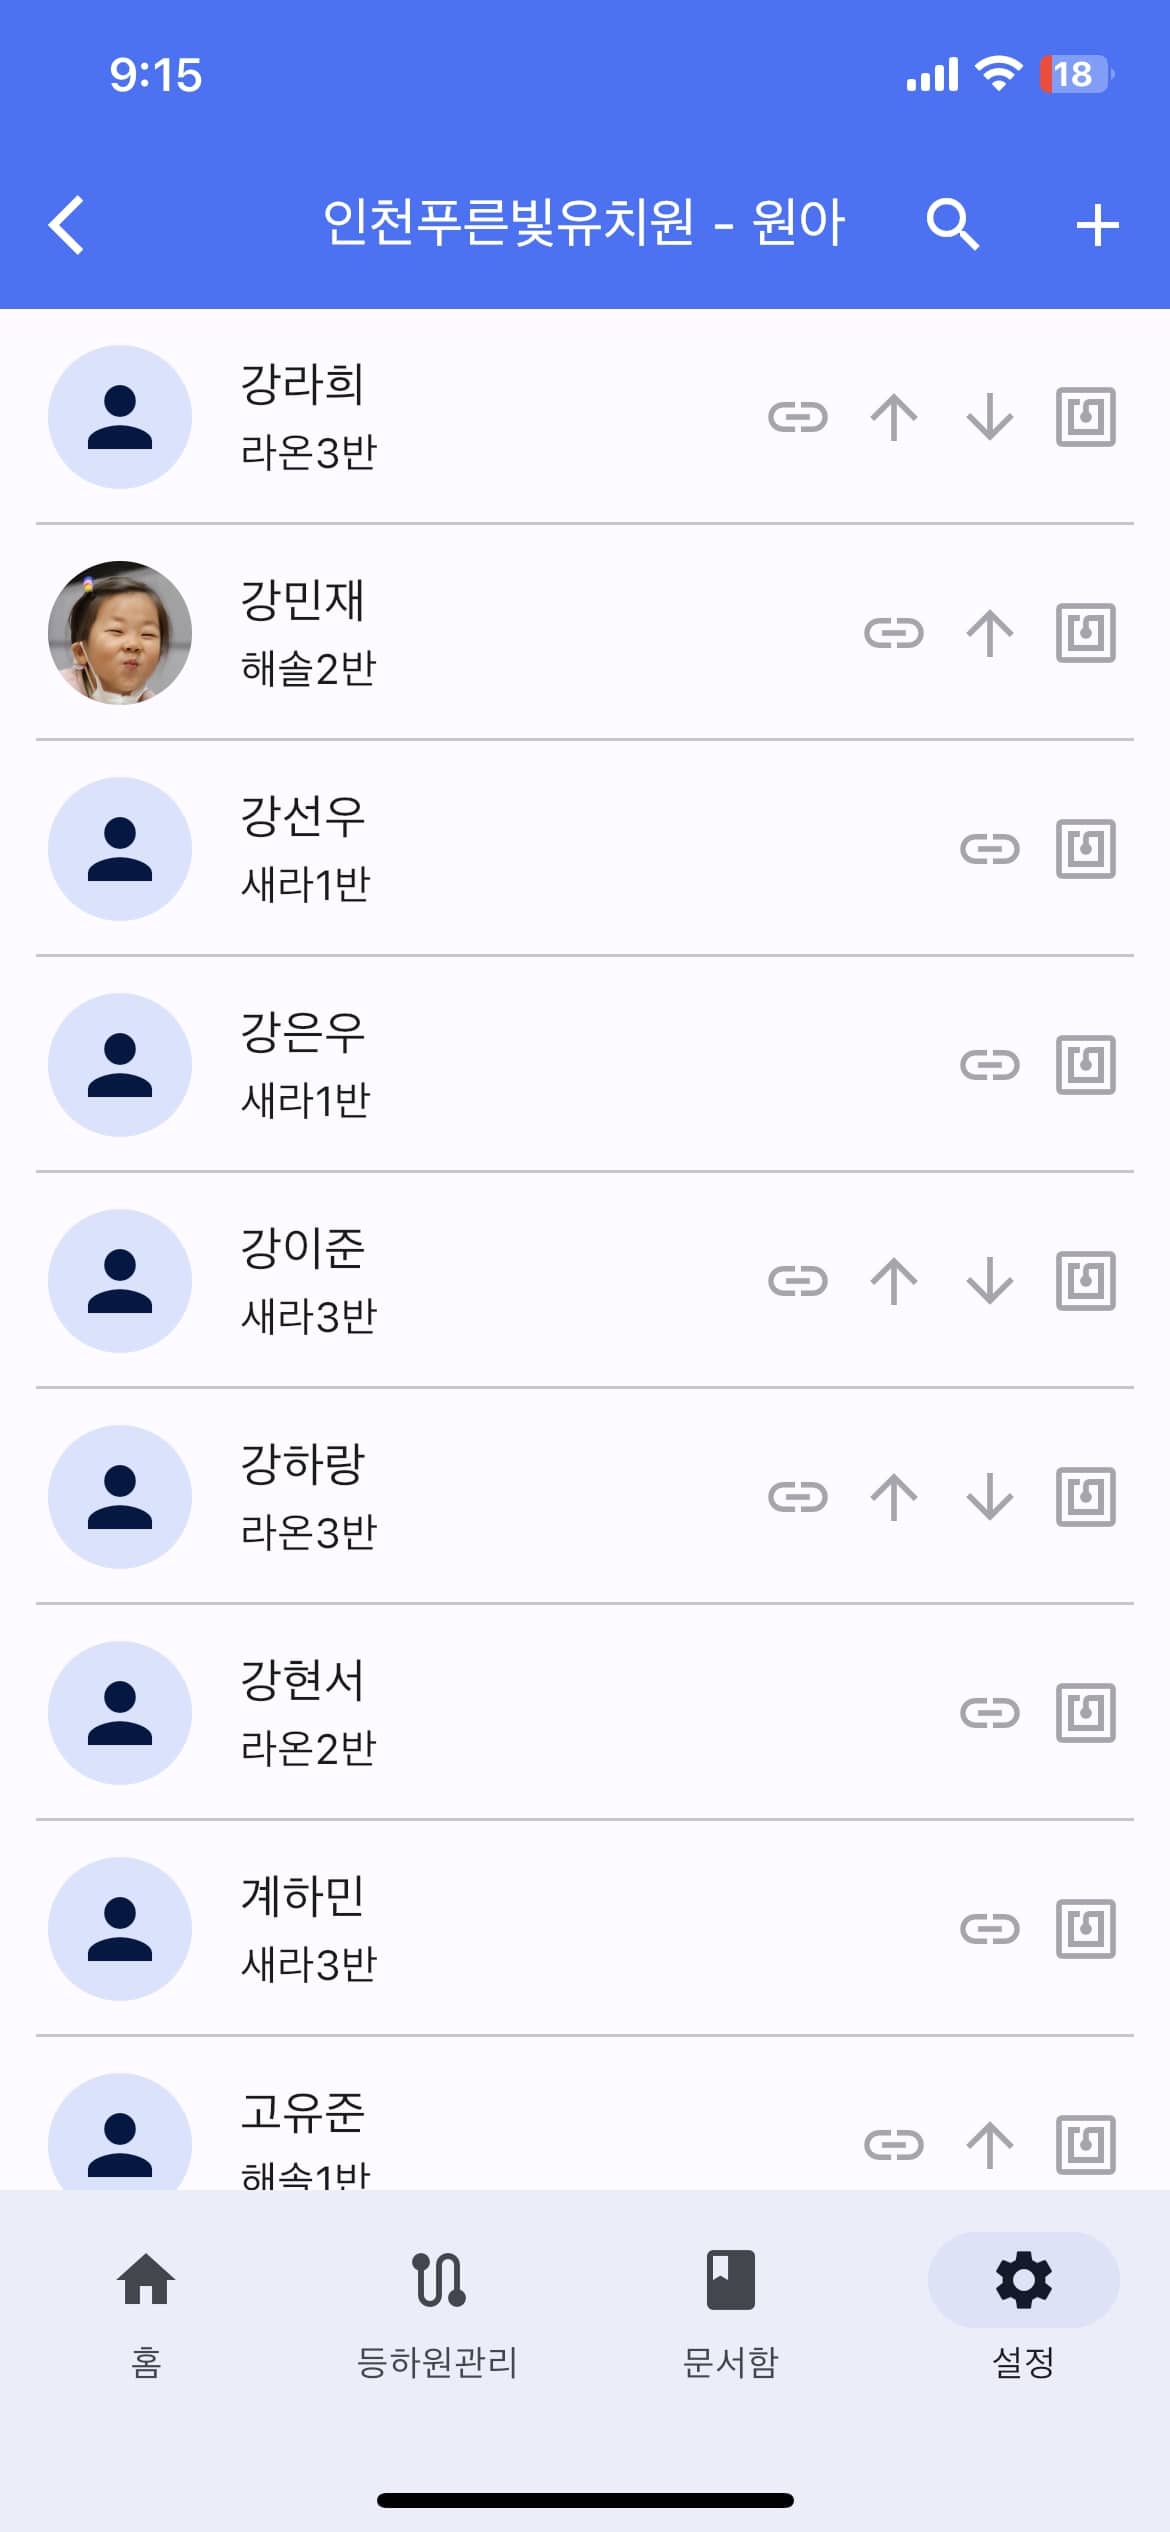 9:15
18
인천푸른빛유치원 - 원아
강라희
라온3반
강민재
해솔2반
강선우
새라1반
강은우
새라1반
강이준
새라3반
강하랑
라온3반
강현서
라온2반
계하민
새라3반
고유준
해솔1반
홈
등하원관리
문서함
설정